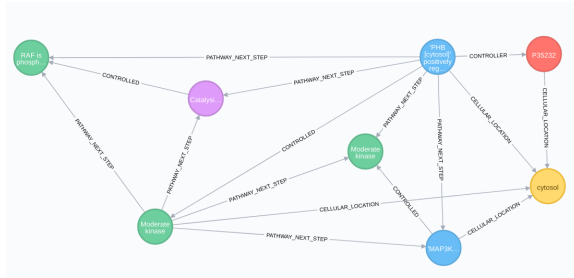 RAF is
phosph...
PATHWAY_NEXT_STEP
'PHB
[cytosol]'
positively
reg...
CONTROLLER
P35232
CONTROLLED
Catalysi...
PATHWAY_NEXT_STEP
PATHWAY_NEXT_STEP
CELLULAR_LOCATION
CELLULAR_LOCATION
CONTROLLED
Moderate
kinase
PATHWAY_NEXT_STEP
PATHWAY_NEXT_STEP
PATHWAY_NEXT_STEP
PATHWAY_NEXT_STEP
CONTROLLED
cytosol
CELLULAR_LOCATION
Moderate
kinase
PATHWAY_NEXT_STEP
'MAP3K...
CELLULAR_LOCATION